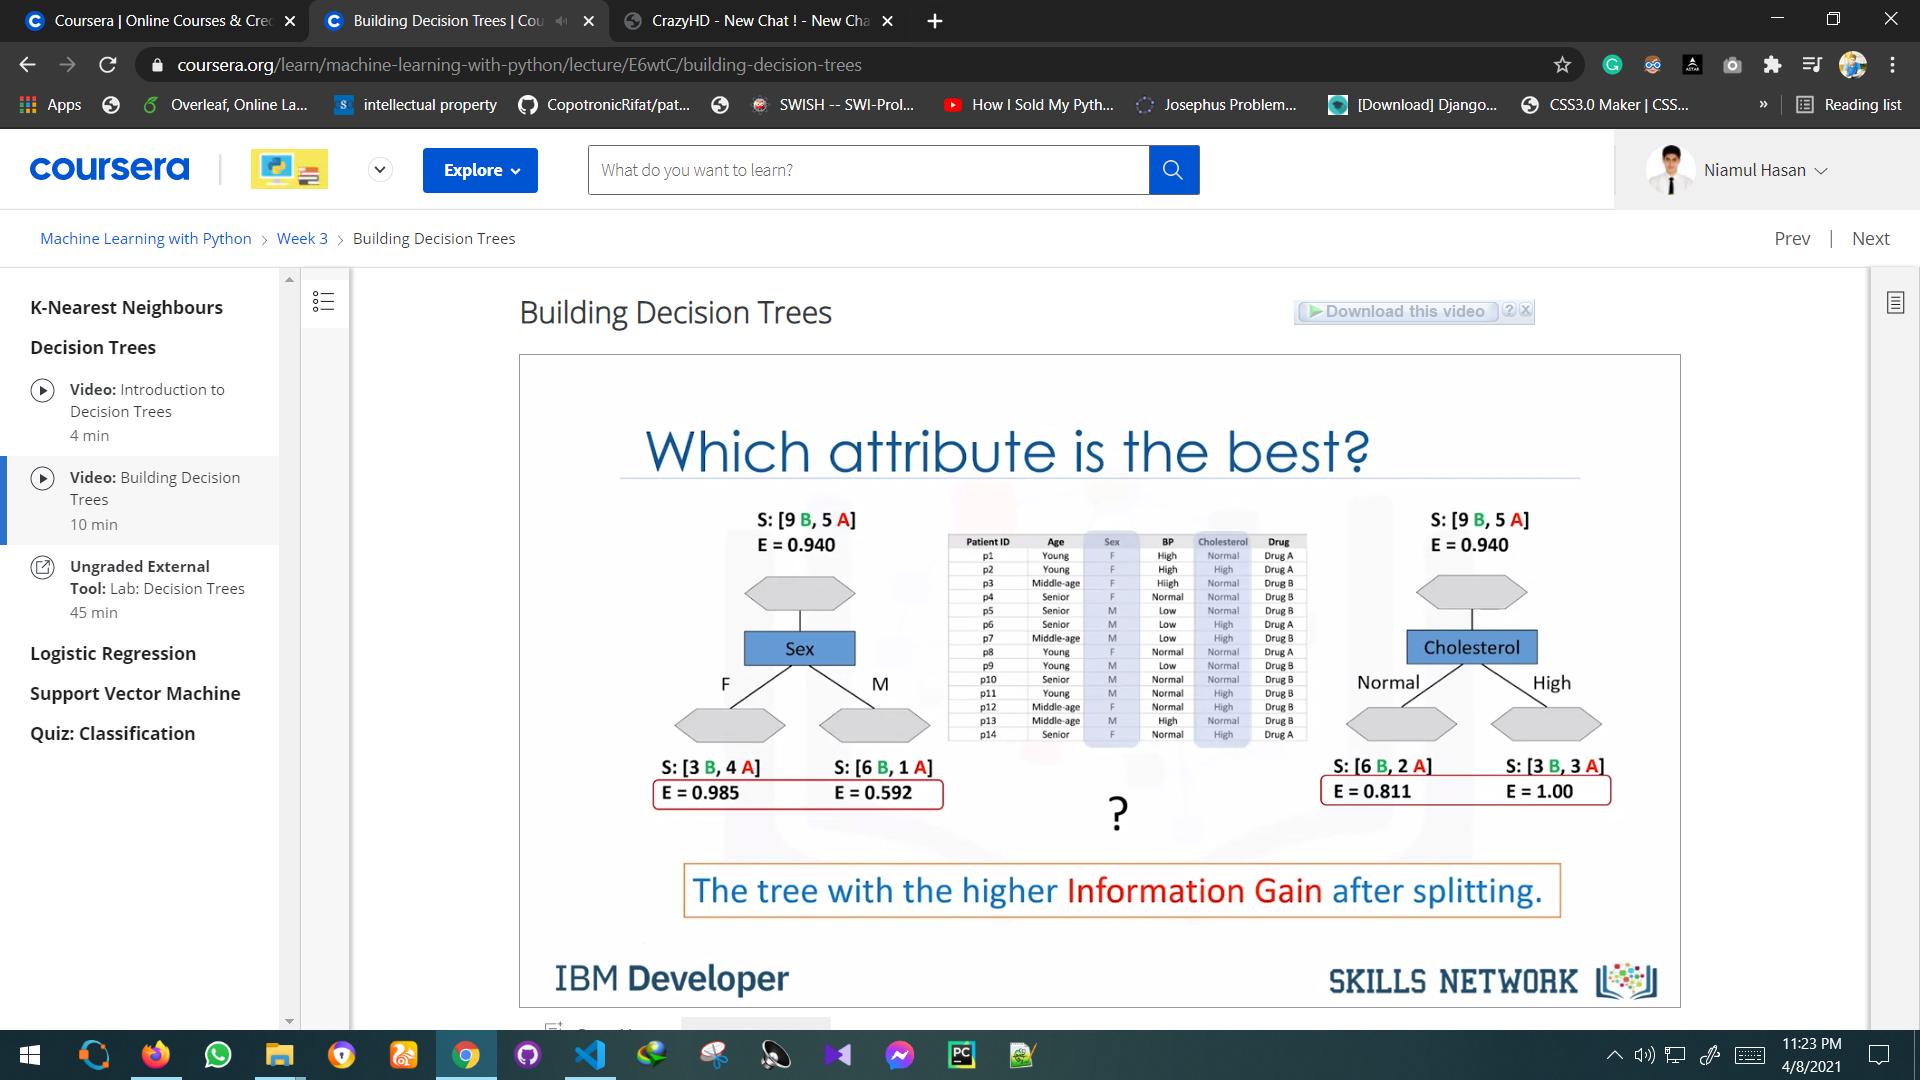 Coursera | Online Courses & Cre
Building Decision Trees | Cou
CrazyHD - New Chat ! - New Cha
coursera.org/learn/machine-learning-with-python/lecture/E6wtC/building-decision-trees
Apps
Overleaf, Online La...
intellectual property
CopotronicRifat/pat...
SWISH -- SWI-Prol...
How I Sold My Pyth...
Josephus Problem...
[Download] Django...
CSS3.0 Maker | CSS...
»
Reading list
coursera
Explore
What do you want to learn?
Niamul Hasan
Machine Learning with Python > Week 3 > Building Decision Trees
Prev | Next
K-Nearest Neighbours
Decision Trees
Video: Introduction to
Decision Trees
4 min
Video: Building Decision
Trees
10 min
Ungraded External
Tool: Lab: Decision Trees
45 min
Logistic Regression
Support Vector Machine
Quiz: Classification
Building Decision Trees
Download this video ? X
Which attribute is the best?
S: [9 B, 5 A]
E = 0.940
Sex
F M
S: [3 B, 4 A] S: [6 B, 1 A]
E = 0.985 E = 0.592
Patient ID Age Sex BP Cholesterol Drug
p1 Young F High Normal Drug A
p2 Young F High High Drug A
p3 Middle-age F Hiigh Normal Drug B
p4 Senior F Normal Normal Drug B
p5 Senior M Low Normal Drug B
p6 Senior M Low High Drug A
p7 Middle-age M Low High Drug B
p8 Young F Normal Normal Drug A
p9 Young M Low Normal Drug B
p10 Senior M Normal Normal Drug B
p11 Young M Normal High Drug B
p12 Middle-age F Normal High Drug B
p13 Middle-age M High Normal Drug B
p14 Senior F Normal High Drug A
?
S: [9 B, 5 A]
E = 0.940
Cholesterol
Normal High
S: [6 B, 2 A] S: [3 B, 3 A]
E = 0.811 E = 1.00
The tree with the higher Information Gain after splitting.
IBM Developer
SKILLS NETWORK
11:23 PM
4/8/2021